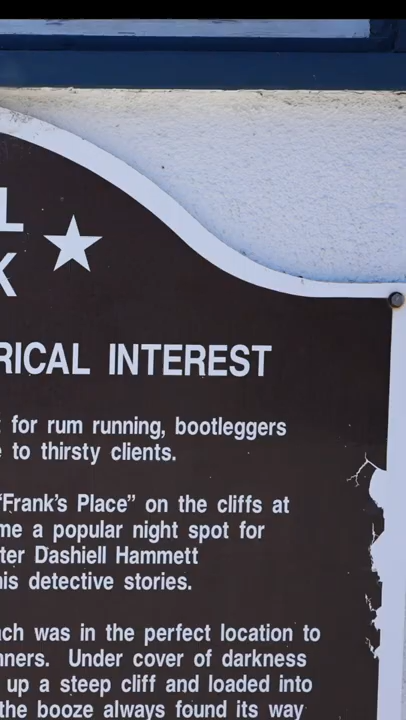 L
K
RICAL INTEREST
for rum running, bootleggers
to thirsty clients.
"Frank's Place" on the cliffs at
me a popular night spot for
ter Dashiell Hammett
his detective stories.
ach was in the perfect location to
nners. Under cover of darkness
up a steep cliff and loaded into
the booze always found its way